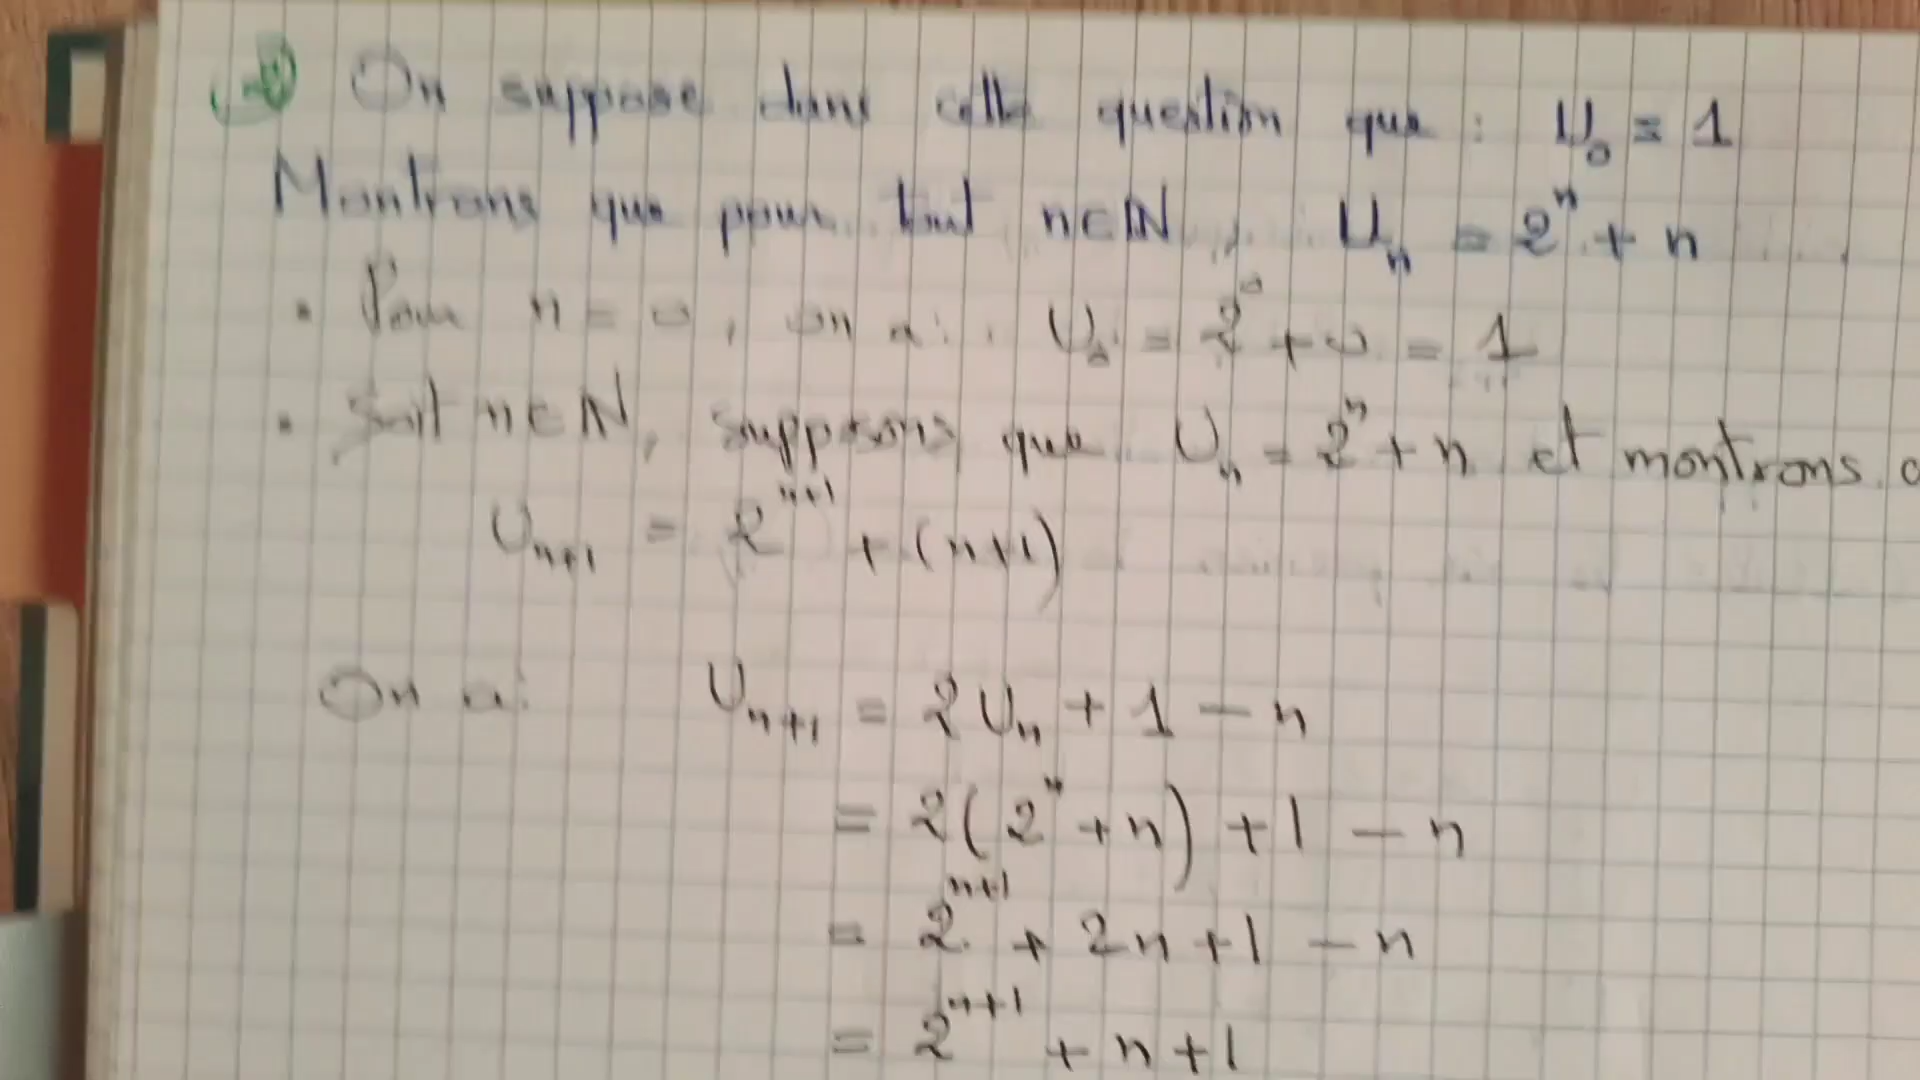 On suppose dans cette question que : U₀ = 1
Montrons que pour tout n∈ℕ, Uₙ = 2ⁿ + n
• Pour n = 0, on a : U₀ = 2⁰ + 0 = 1
• Soit n∈ℕ, supposons que Uₙ = 2ⁿ + n et montrons
Uₙ₊₁ = 2ⁿ⁺¹ + (n+1)
On a : Uₙ₊₁ = 2Uₙ + 1 − n
= 2(2ⁿ + n) + 1 − n
= 2ⁿ⁺¹ + 2n + 1 − n
= 2ⁿ⁺¹ + n + 1